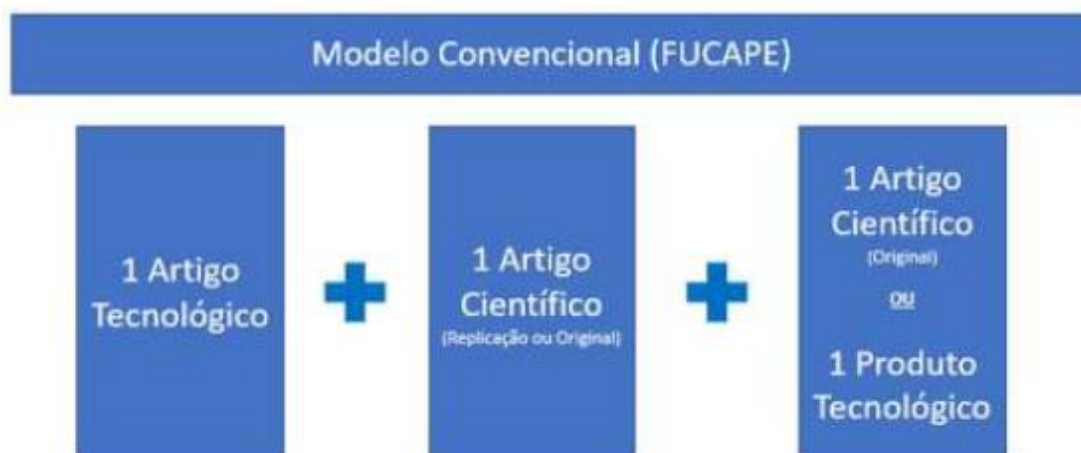 Modelo Convencional (FUCAPE)
1 Artigo
Tecnológico
1 Artigo
Científico
(Replicação ou Original)
1 Artigo
Científico
(Original)
ou
1 Produto
Tecnológico